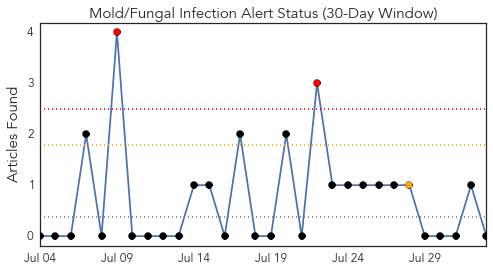 Mold/Fungal Infection Alert Status (30-Day Window)
Articles Found
4
3
2
1
0
Jul 04 Jul 09 Jul 14 Jul 19 Jul 24 Jul 29